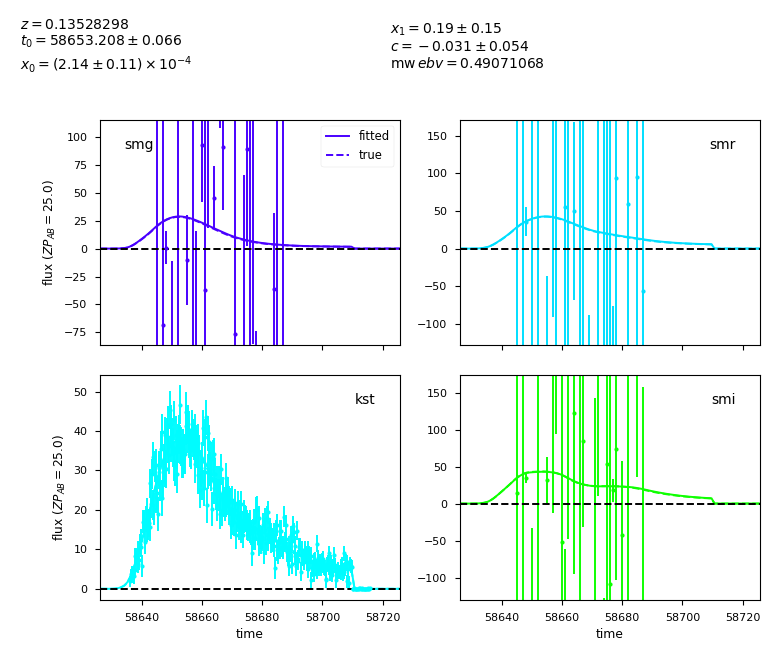 z = 0.13528298
t₀ = 58653.208 ± 0.066
x₀ = (2.14 ± 0.11) × 10⁻⁴
x₁ = 0.19 ± 0.15
c = −0.031 ± 0.054
mw ebv = 0.49071068
smg
fitted
true
100
75
50
25
0
−25
−50
−75
flux (ZP_AB = 25.0)
smr
150
100
50
0
−50
−100
kst
50
40
30
20
10
0
flux (ZP_AB = 25.0)
58640
58660
58680
58700
58720
time
smi
150
100
50
0
−50
−100
58640
58660
58680
58700
58720
time